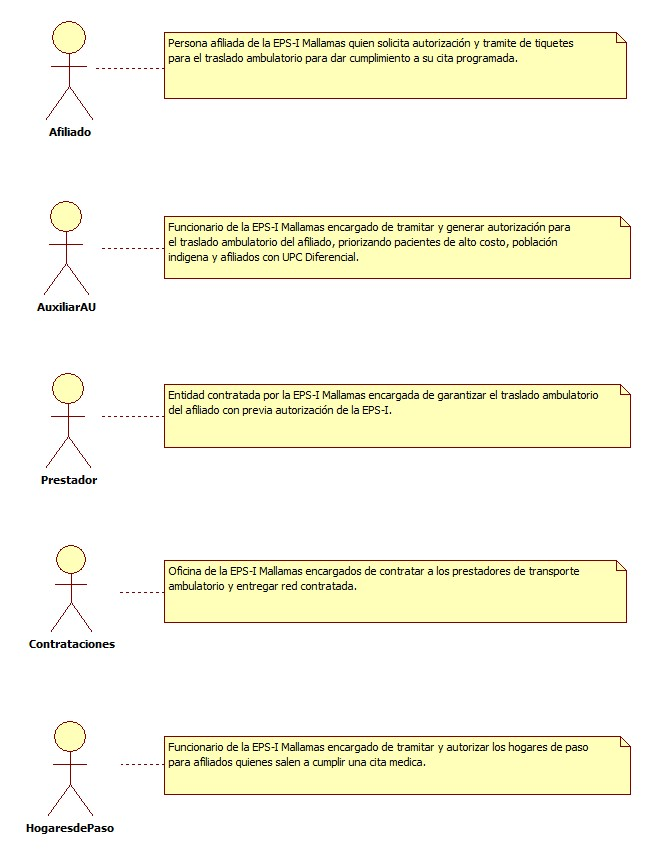 Persona afiliada de la EPS-I Mallamas quien solicita autorización y tramite de tiquetes
para el traslado ambulatorio para dar cumplimiento a su cita programada.
Afiliado
Funcionario de la EPS-I Mallamas encargado de tramitar y generar autorización para
el traslado ambulatorio del afiliado, priorizando pacientes de alto costo, población
indigena y afiliados con UPC Diferencial.
AuxiliarAU
Entidad contratada por la EPS-I Mallamas encargada de garantizar el traslado ambulatorio
del afiliado con previa autorización de la EPS-I.
Prestador
Oficina de la EPS-I Mallamas encargados de contratar a los prestadores de transporte
ambulatorio y entregar red contratada.
Contrataciones
Funcionario de la EPS-I Mallamas encargado de tramitar y autorizar los hogares de paso
para afiliados quienes salen a cumplir una cita medica.
HogaresdePaso